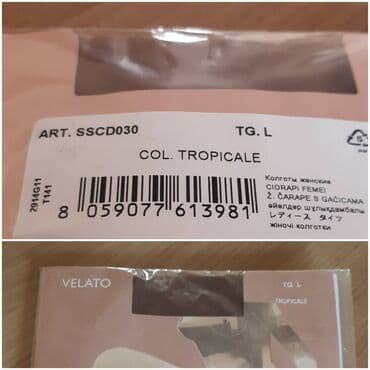 ART. SSCD030 TG. L
COL. TROPICALE
2914G11
T141
8 059077 613981
Колготы женские
CIORAPI FEMEI
Ž. ČARAPE S GAĆICAMA
әйелдер шұлықдамбалы
レディース タイツ
жіночі колготки
VELATO TG. L
TROPICALE